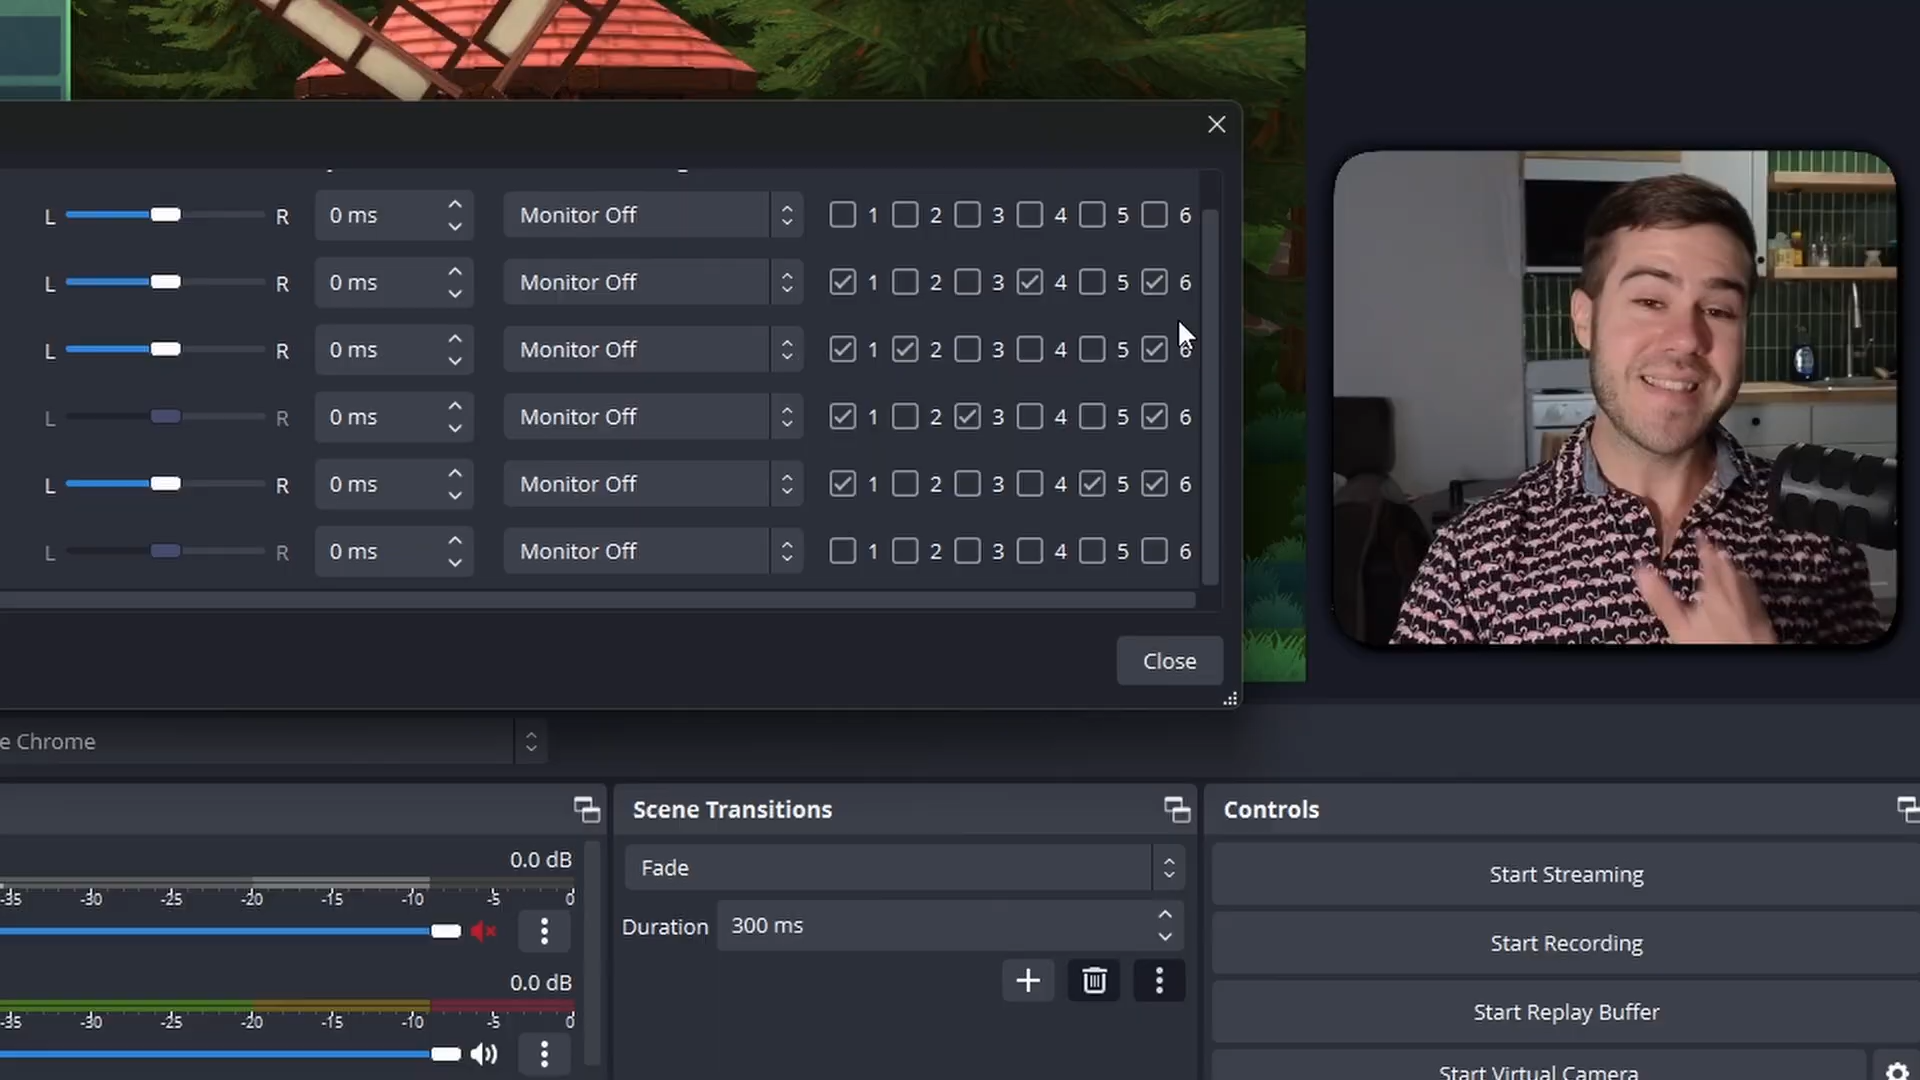 L R 0 ms Monitor Off 1 2 3 4 5 6
L R 0 ms Monitor Off 1 2 3 4 5 6
L R 0 ms Monitor Off 1 2 3 4 5 6
L R 0 ms Monitor Off 1 2 3 4 5 6
L R 0 ms Monitor Off 1 2 3 4 5 6
L R 0 ms Monitor Off 1 2 3 4 5 6
Close
e Chrome
Scene Transitions
Controls
0.0 dB
-35 -30 -25 -20 -15 -10 -5 0
0.0 dB
-35 -30 -25 -20 -15 -10 -5 0
Fade
Duration 300 ms
Start Streaming
Start Recording
Start Replay Buffer
Start Virtual Camera